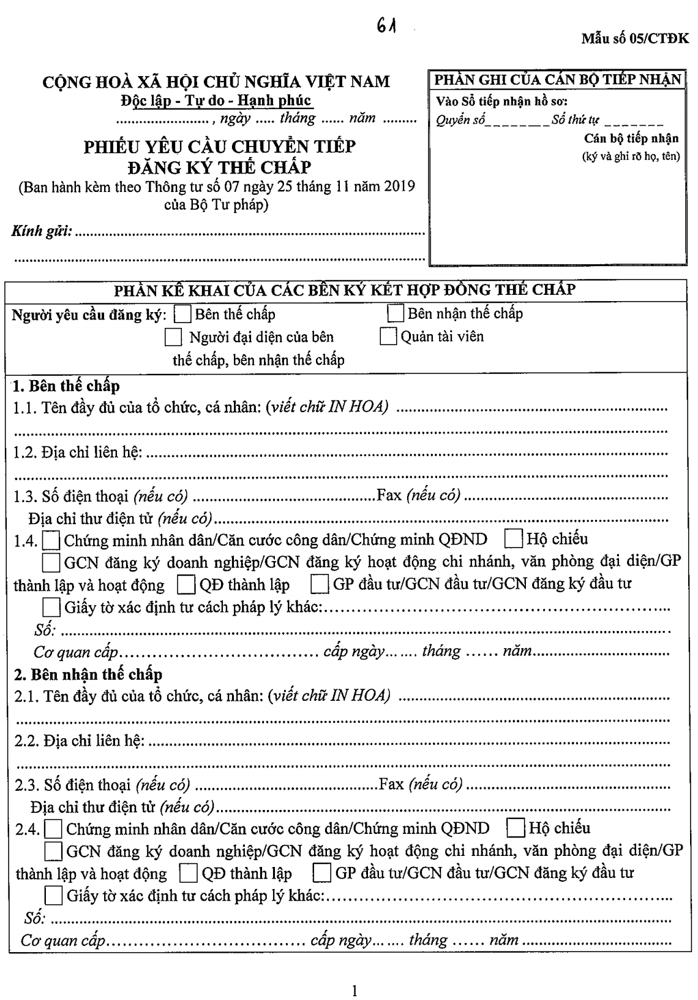 61
Mẫu số 05/CTĐK
CỘNG HOÀ XÃ HỘI CHỦ NGHĨA VIỆT NAM
Độc lập - Tự do - Hạnh phúc
........................, ngày ..... tháng ...... năm .........
PHIẾU YÊU CẦU CHUYỂN TIẾP
ĐĂNG KÝ THẾ CHẤP
(Ban hành kèm theo Thông tư số 07 ngày 25 tháng 11 năm 2019
của Bộ Tư pháp)
Kính gửi: ................................................................................
................................................................................
PHẦN GHI CỦA CÁN BỘ TIẾP NHẬN
Vào Sổ tiếp nhận hồ sơ:
Quyển số________ Số thứ tự _______
Cán bộ tiếp nhận
(ký và ghi rõ họ, tên)
PHẦN KÊ KHAI CỦA CÁC BÊN KÝ KẾT HỢP ĐỒNG THẾ CHẤP
Người yêu cầu đăng ký: ☐ Bên thế chấp ☐ Bên nhận thế chấp
☐ Người đại diện của bên ☐ Quản tài viên
thế chấp, bên nhận thế chấp
1. Bên thế chấp
1.1. Tên đầy đủ của tổ chức, cá nhân: (viết chữ IN HOA) ................................................
................................................................................
1.2. Địa chỉ liên hệ: ................................................................................
................................................................................
1.3. Số điện thoại (nếu có) ................................Fax (nếu có) ................................
Địa chỉ thư điện tử (nếu có)................................................................
1.4. ☐ Chứng minh nhân dân/Căn cước công dân/Chứng minh QĐND ☐ Hộ chiếu
☐ GCN đăng ký doanh nghiệp/GCN đăng ký hoạt động chi nhánh, văn phòng đại diện/GP
thành lập và hoạt động ☐ QĐ thành lập ☐ GP đầu tư/GCN đầu tư/GCN đăng ký đầu tư
☐ Giấy tờ xác định tư cách pháp lý khác:................................................
Số: ................................................................................
Cơ quan cấp................................ cấp ngày....... tháng ...... năm................................
2. Bên nhận thế chấp
2.1. Tên đầy đủ của tổ chức, cá nhân: (viết chữ IN HOA) ................................................
................................................................................
2.2. Địa chỉ liên hệ: ................................................................................
................................................................................
2.3. Số điện thoại (nếu có) ................................Fax (nếu có) ................................
Địa chỉ thư điện tử (nếu có)................................................................
2.4. ☐ Chứng minh nhân dân/Căn cước công dân/Chứng minh QĐND ☐ Hộ chiếu
☐ GCN đăng ký doanh nghiệp/GCN đăng ký hoạt động chi nhánh, văn phòng đại diện/GP
thành lập và hoạt động ☐ QĐ thành lập ☐ GP đầu tư/GCN đầu tư/GCN đăng ký đầu tư
☐ Giấy tờ xác định tư cách pháp lý khác:................................................
Số: ................................................................................
Cơ quan cấp................................ cấp ngày....... tháng ...... năm ................................
1